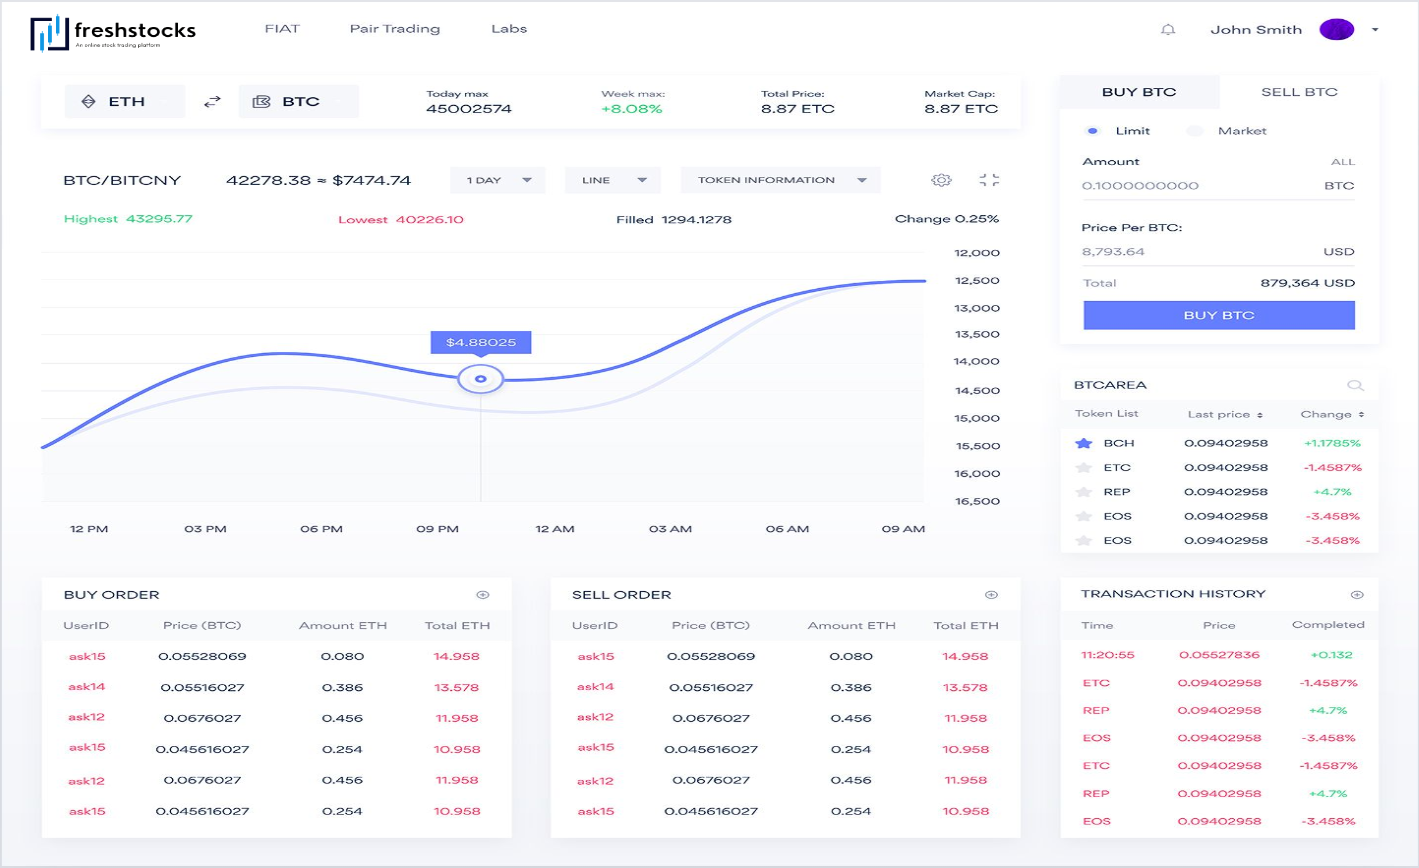 freshstocks
An online stock trading platform
FIAT Pair Trading Labs
John Smith
ETH BTC
Today max
45002574
Week max:
+8.08%
Total Price:
8.87 ETC
Market Cap:
8.87 ETC
BTC/BITCNY 42278.38 ≈ $7474.74 1 DAY LINE TOKEN INFORMATION
Highest 43295.77 Lowest 40226.10 Filled 1294.1278 Change 0.25%
$4.88025
12,000
12,500
13,000
13,500
14,000
14,500
15,000
15,500
16,000
16,500
12 PM 03 PM 06 PM 09 PM 12 AM 03 AM 06 AM 09 AM
BUY BTC SELL BTC
Limit Market
Amount ALL
0.1000000000 BTC
Price Per BTC:
8,793.64 USD
Total 879,364 USD
BUY BTC
BTCAREA
Token List Last price Change
BCH 0.09402958 +1.1785%
ETC 0.09402958 -1.4587%
REP 0.09402958 +4.7%
EOS 0.09402958 -3.458%
EOS 0.09402958 -3.458%
BUY ORDER
UserID Price (BTC) Amount ETH Total ETH
ask15 0.05528069 0.080 14.958
ask14 0.05516027 0.386 13.578
ask12 0.0676027 0.456 11.958
ask15 0.045616027 0.254 10.958
ask12 0.0676027 0.456 11.958
ask15 0.045616027 0.254 10.958
SELL ORDER
UserID Price (BTC) Amount ETH Total ETH
ask15 0.05528069 0.080 14.958
ask14 0.05516027 0.386 13.578
ask12 0.0676027 0.456 11.958
ask15 0.045616027 0.254 10.958
ask12 0.0676027 0.456 11.958
ask15 0.045616027 0.254 10.958
TRANSACTION HISTORY
Time Price Completed
11:20:55 0.05527836 +0.132
ETC 0.09402958 -1.4587%
REP 0.09402958 +4.7%
EOS 0.09402958 -3.458%
ETC 0.09402958 -1.4587%
REP 0.09402958 +4.7%
EOS 0.09402958 -3.458%